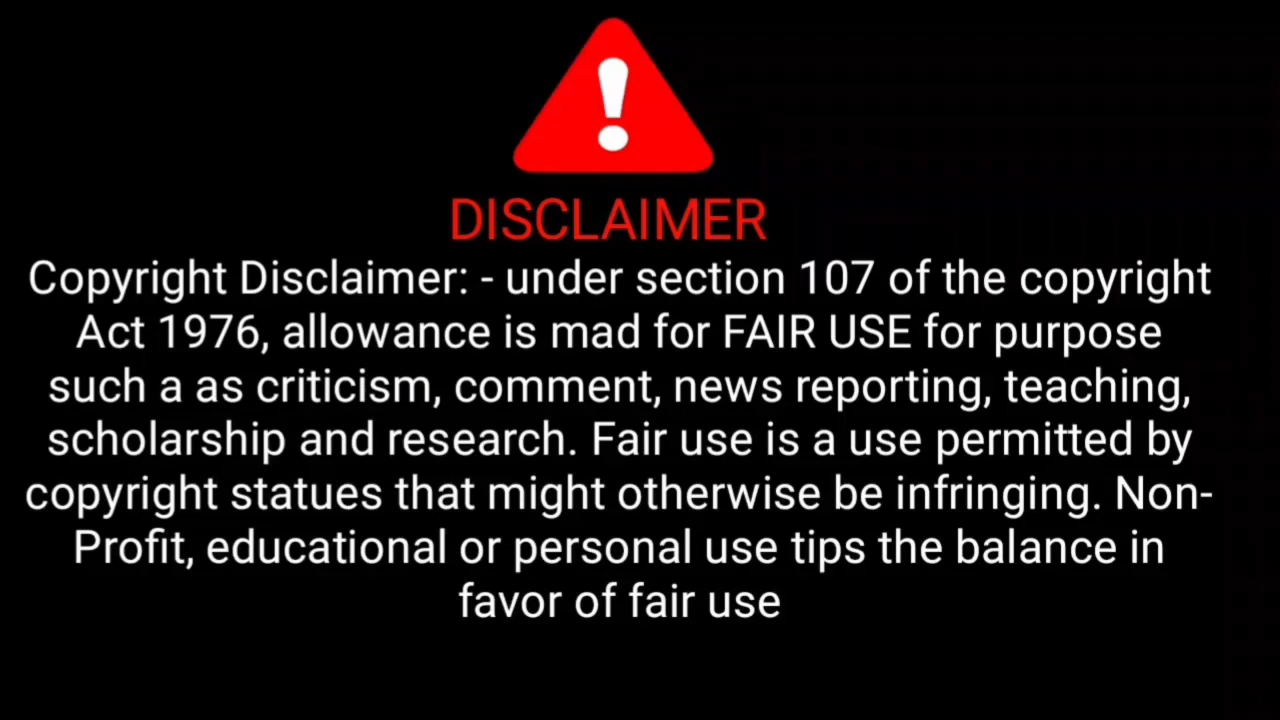 DISCLAIMER
Copyright Disclaimer: - under section 107 of the copyright
Act 1976, allowance is mad for FAIR USE for purpose
such a as criticism, comment, news reporting, teaching,
scholarship and research. Fair use is a use permitted by
copyright statues that might otherwise be infringing. Non-
Profit, educational or personal use tips the balance in
favor of fair use